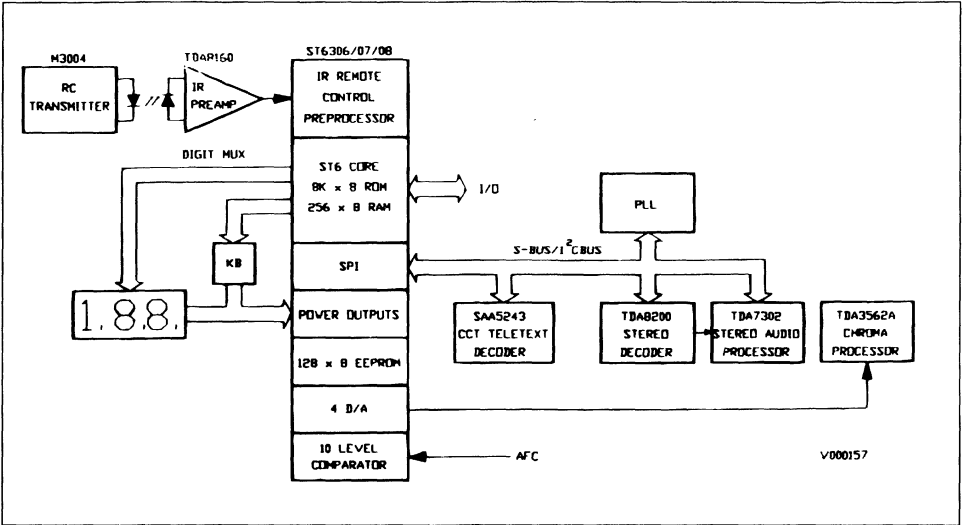 M3004
RC
TRANSMITTER
TDA8160
IR
PREAMP
ST6306/07/08
IR REMOTE
CONTROL
PREPROCESSOR
DIGIT MUX
ST6 CORE
8K x 8 ROM
256 x 8 RAM
I/O
KB
PLL
S-BUS/I²CBUS
SPI
1.8.8.
POWER OUTPUTS
SAA5243
CCT TELETEXT
DECODER
TDA8200
STEREO
DECODER
TDA7302
STEREO AUDIO
PROCESSOR
TDA3562A
CHROMA
PROCESSOR
128 x 8 EEPROM
4 D/A
10 LEVEL
COMPARATOR
AFC
V000157